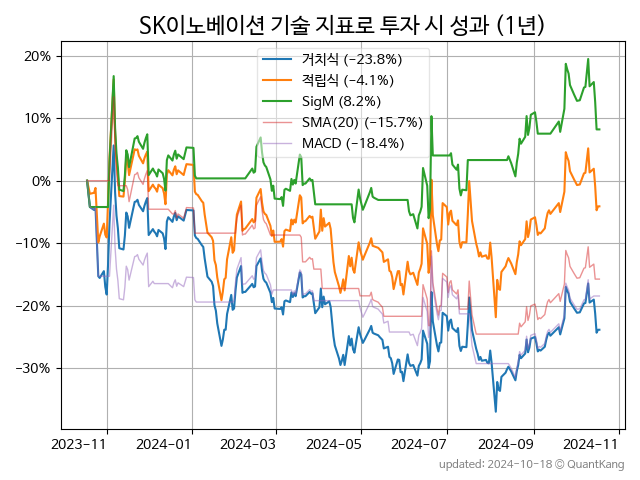 SK이노베이션 기술 지표로 투자 시 성과 (1년)
거치식 (−23.8%)
적립식 (−4.1%)
SigM (8.2%)
SMA(20) (−15.7%)
MACD (−18.4%)
20%
10%
0%
−10%
−20%
−30%
2023-11 2024-01 2024-03 2024-05 2024-07 2024-09 2024-11
updated: 2024-10-18 © QuantKang